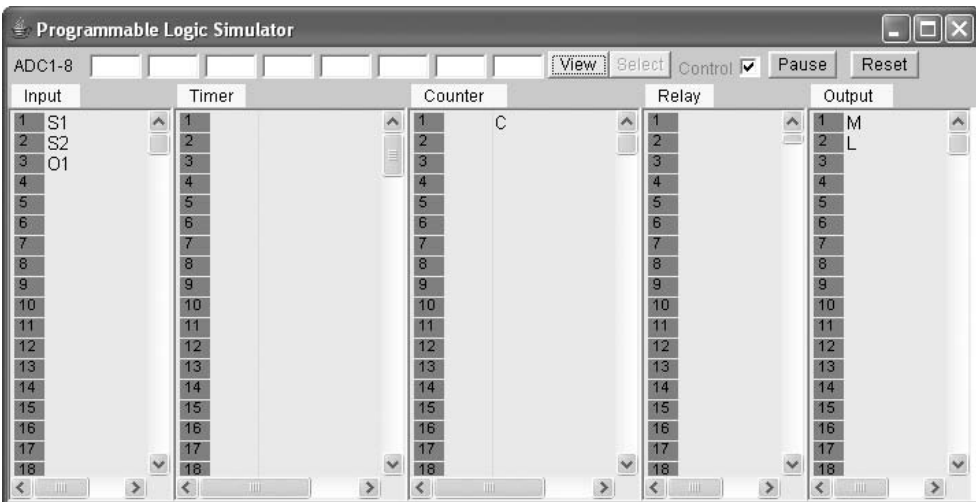 Programmable Logic Simulator
ADC1-8 View Select Control Pause Reset
Input Timer Counter Relay Output
1 S1 1 1 C 1 1 M
2 S2 2 2 2 2 L
3 O1 3 3 3 3
4 4 4 4 4
5 5 5 5 5
6 6 6 6 6
7 7 7 7 7
8 8 8 8 8
9 9 9 9 9
10 10 10 10 10
11 11 11 11 11
12 12 12 12 12
13 13 13 13 13
14 14 14 14 14
15 15 15 15 15
16 16 16 16 16
17 17 17 17 17
18 18 18 18 18